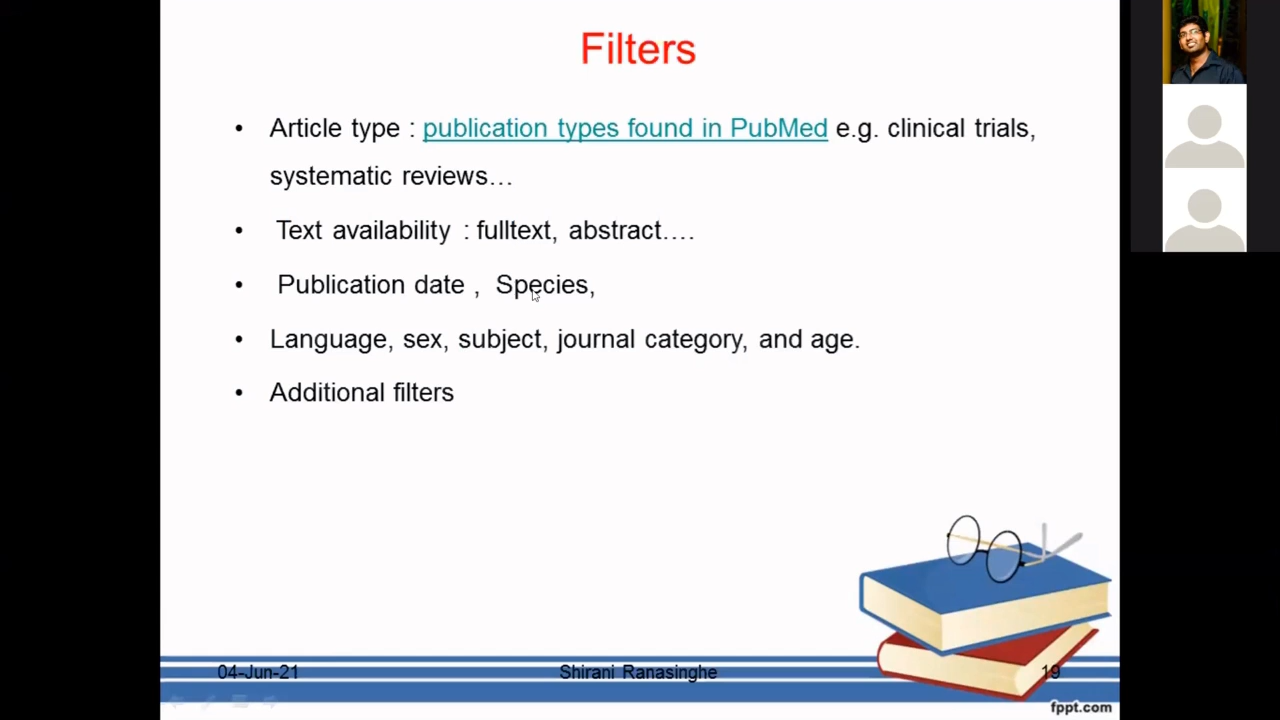 Filters
• Article type : publication types found in PubMed e.g. clinical trials,
systematic reviews…
• Text availability : fulltext, abstract….
• Publication date , Species,
• Language, sex, subject, journal category, and age.
• Additional filters
04-Jun-21 Shirani Ranasinghe 19
fppt.com